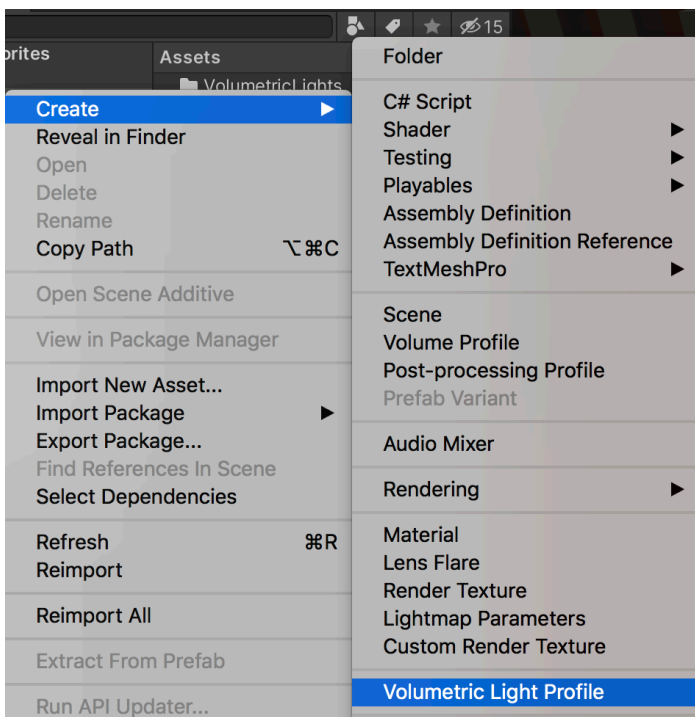 15
orites
Assets
VolumetricLights
Create
Reveal in Finder
Open
Delete
Rename
Copy Path ⌥⌘C
Open Scene Additive
View in Package Manager
Import New Asset...
Import Package
Export Package...
Find References In Scene
Select Dependencies
Refresh ⌘R
Reimport
Reimport All
Extract From Prefab
Run API Updater...
Folder
C# Script
Shader
Testing
Playables
Assembly Definition
Assembly Definition Reference
TextMeshPro
Scene
Volume Profile
Post-processing Profile
Prefab Variant
Audio Mixer
Rendering
Material
Lens Flare
Render Texture
Lightmap Parameters
Custom Render Texture
Volumetric Light Profile